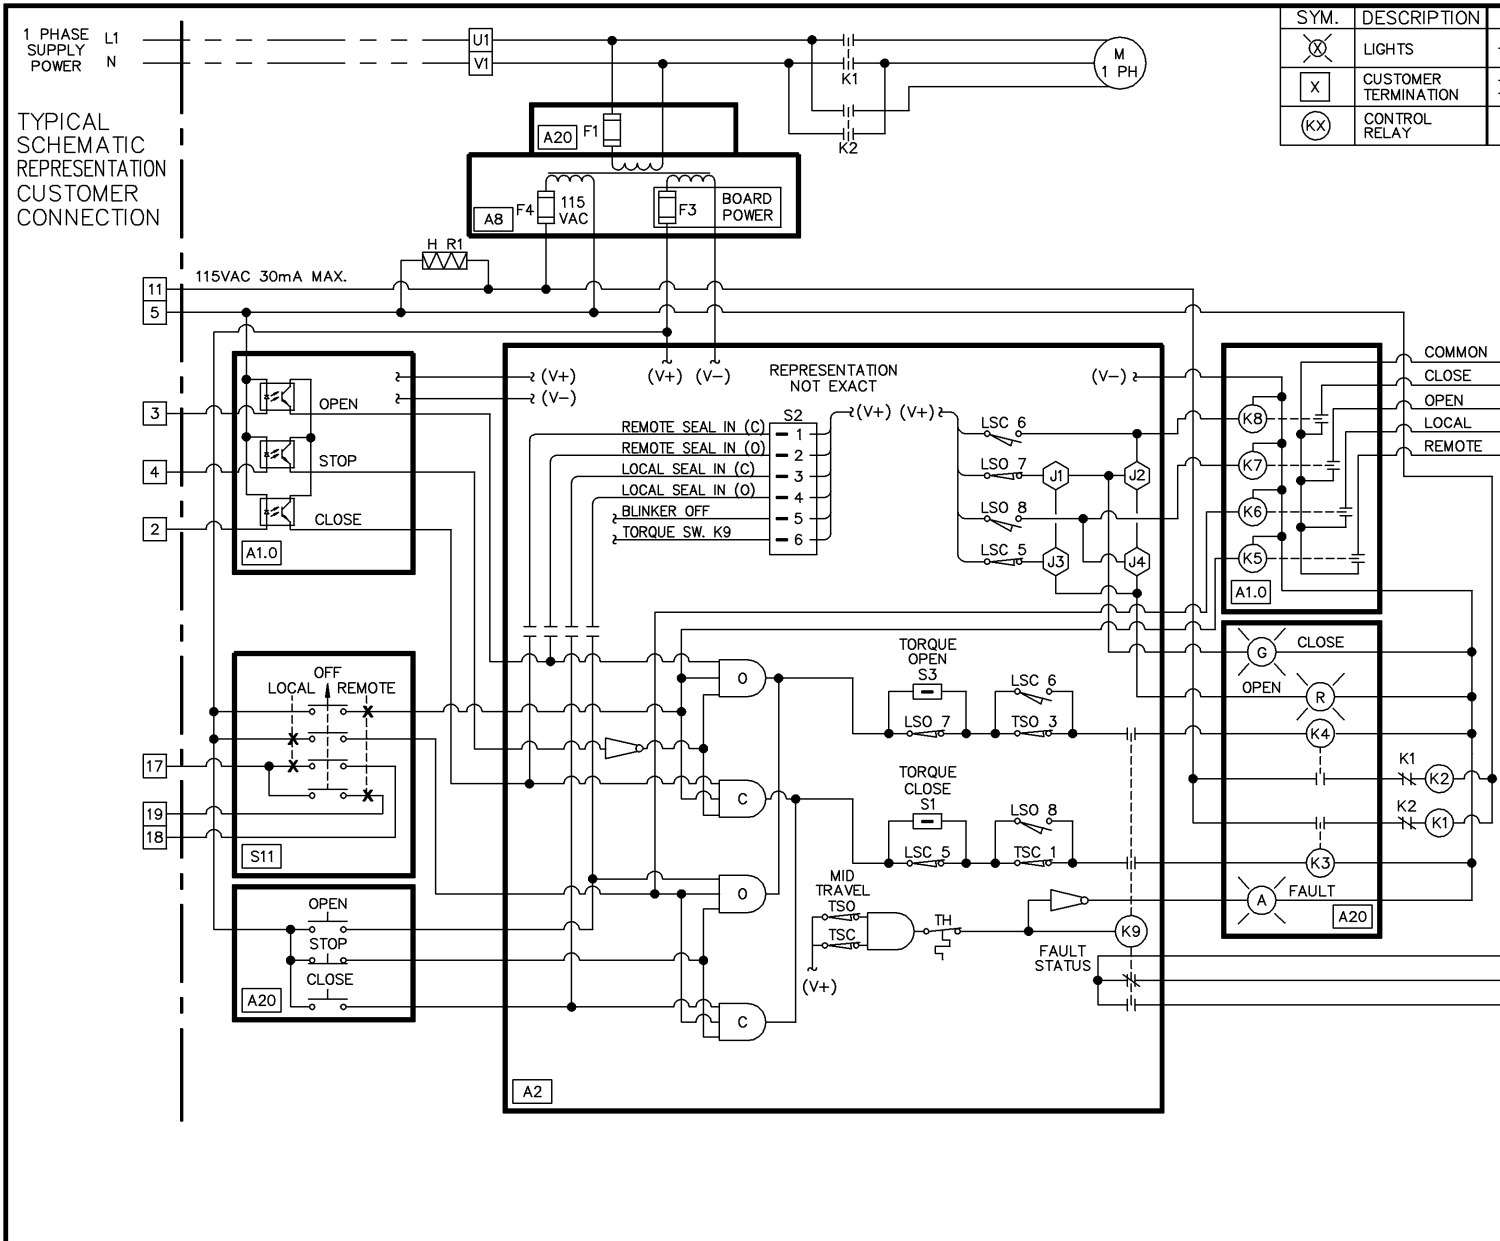 1 PHASE
SUPPLY
POWER
L1
N
U1
V1
TYPICAL
SCHEMATIC
REPRESENTATION
CUSTOMER
CONNECTION
K1
K2
M
1 PH
SYM.
DESCRIPTION
X
LIGHTS
X
CUSTOMER
TERMINATION
KX
CONTROL
RELAY
A20
F1
A8
F4
115
VAC
F3
BOARD
POWER
H R1
115VAC 30mA MAX.
11
5
3
4
2
OPEN
STOP
CLOSE
A1.0
(V+)
(V-)
(V+)
(V-)
REPRESENTATION
NOT EXACT
(V-)
S2
(V+)
(V+)
REMOTE SEAL IN (C)
1
REMOTE SEAL IN (O)
2
LOCAL SEAL IN (C)
3
LOCAL SEAL IN (O)
4
BLINKER OFF
5
TORQUE SW. K9
6
LSC 6
LSO 7
J1
J2
LSO 8
LSC 5
J3
J4
K8
K7
K6
K5
A1.0
COMMON
CLOSE
OPEN
LOCAL
REMOTE
OFF
LOCAL
REMOTE
17
19
18
S11
OPEN
STOP
CLOSE
A20
O
C
O
C
TORQUE
OPEN
S3
LSO 7
LSC 6
TSO 3
TORQUE
CLOSE
S1
LSC 5
LSO 8
TSC 1
MID
TRAVEL
TSO
TSC
(V+)
TH
K9
FAULT
STATUS
A2
G
CLOSE
OPEN
R
K4
K1
K2
K2
K1
K3
A
FAULT
A20